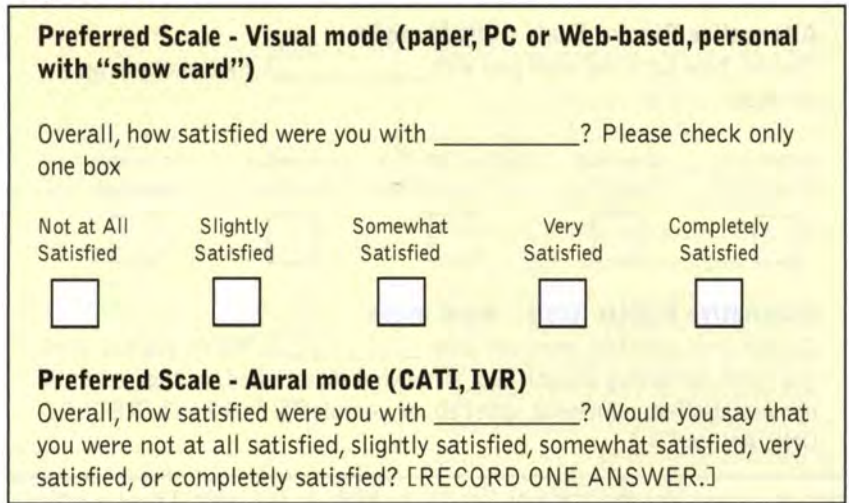 Preferred Scale - Visual mode (paper, PC or Web-based, personal
with “show card”)
Overall, how satisfied were you with ___________? Please check only
one box
Not at All Slightly Somewhat Very Completely
Satisfied Satisfied Satisfied Satisfied Satisfied
Preferred Scale - Aural mode (CATI, IVR)
Overall, how satisfied were you with ___________? Would you say that
you were not at all satisfied, slightly satisfied, somewhat satisfied, very
satisfied, or completely satisfied? [RECORD ONE ANSWER.]